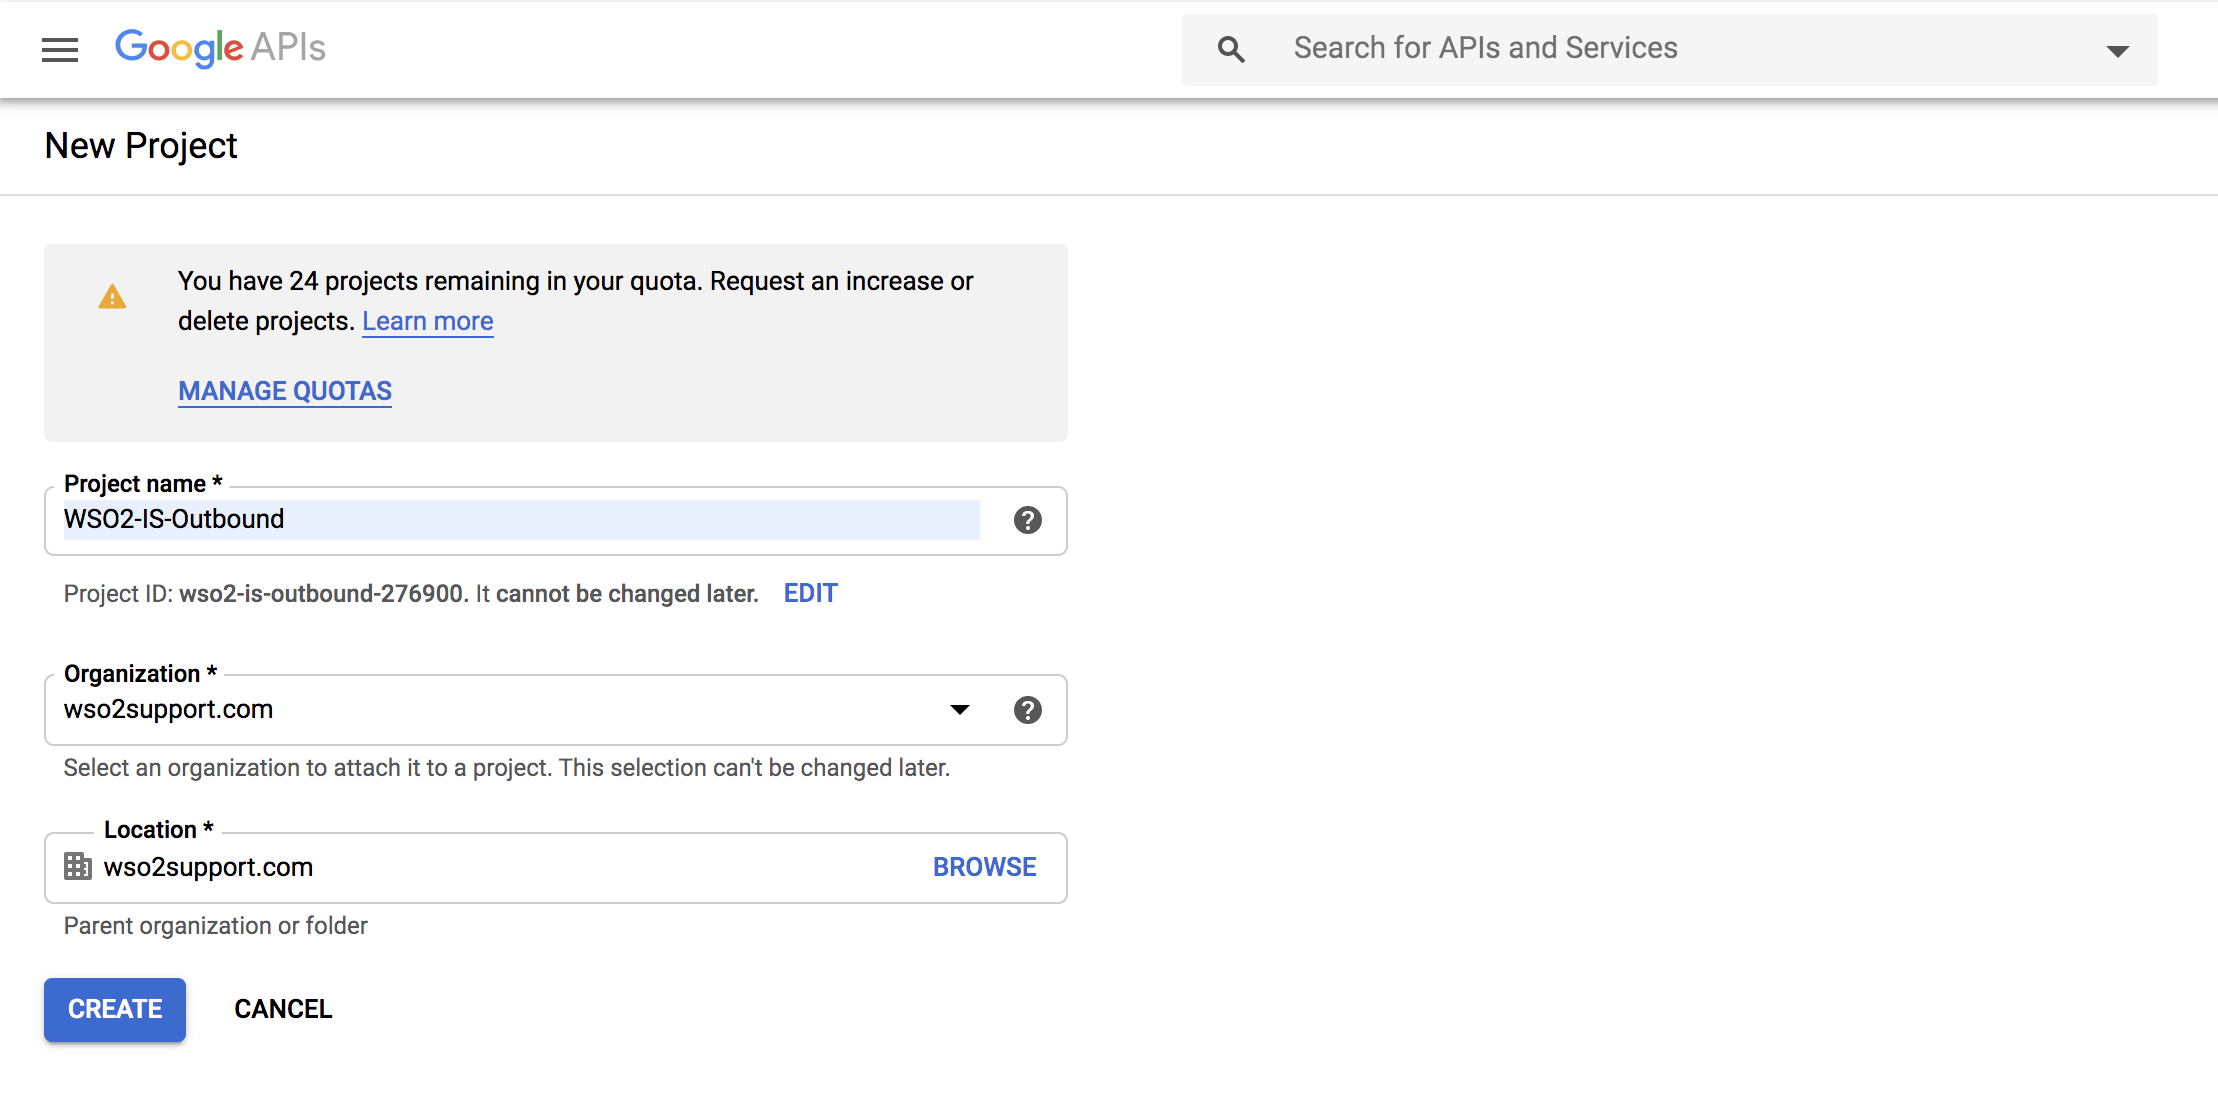 Google APIs
Search for APIs and Services
New Project
You have 24 projects remaining in your quota. Request an increase or
delete projects. Learn more
MANAGE QUOTAS
Project name *
WSO2-IS-Outbound
Project ID: wso2-is-outbound-276900. It cannot be changed later. EDIT
Organization *
wso2support.com
Select an organization to attach it to a project. This selection can't be changed later.
Location *
wso2support.com
BROWSE
Parent organization or folder
CREATE
CANCEL